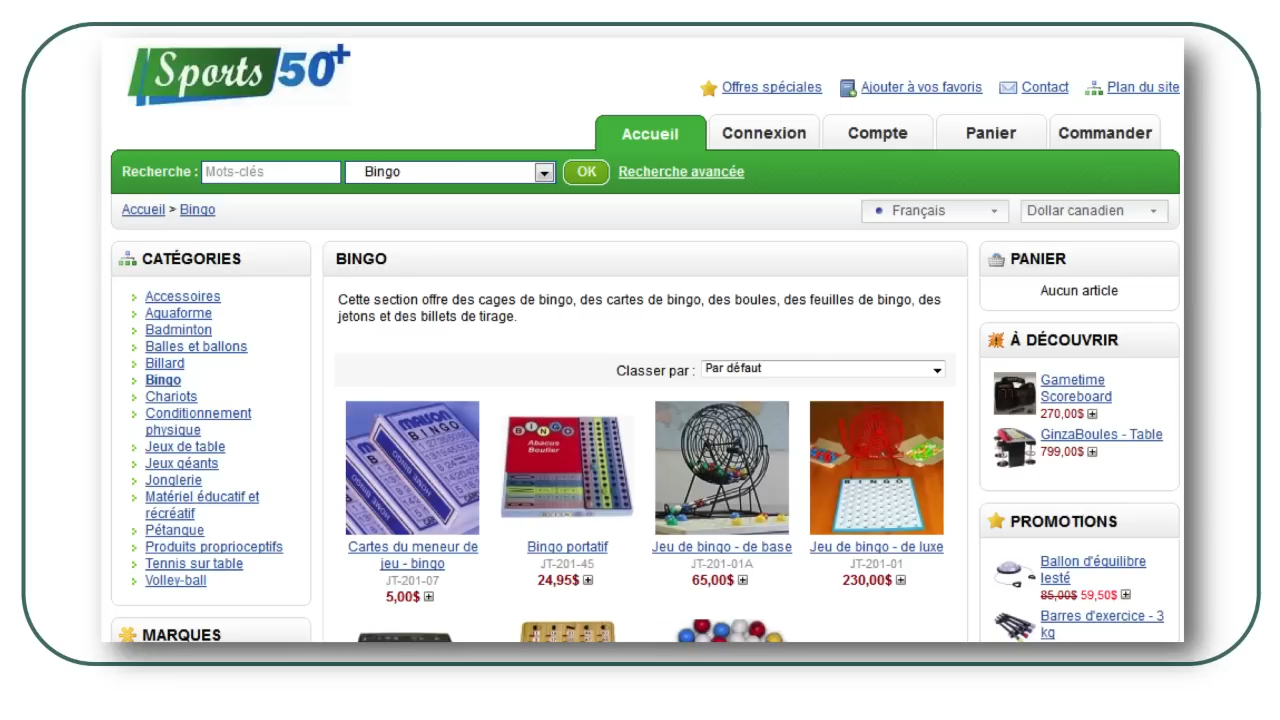 Sports 50+
Offres spéciales
Ajouter à vos favoris
Contact
Plan du site
Accueil
Connexion
Compte
Panier
Commander
Recherche :
Mots-clés
Bingo
OK
Recherche avancée
Accueil > Bingo
Français
Dollar canadien
CATÉGORIES
Accessoires
Aquaforme
Badminton
Balles et ballons
Billard
Bingo
Chariots
Conditionnement
physique
Jeux de table
Jeux géants
Jonglerie
Matériel éducatif et
récréatif
Pétanque
Produits proprioceptifs
Tennis sur table
Volley-ball
MARQUES
BINGO
Cette section offre des cages de bingo, des cartes de bingo, des boules, des feuilles de bingo, des
jetons et des billets de tirage.
Classer par :
Par défaut
MAISON
BINGO
Cartes du meneur de
jeu - bingo
JT-201-07
5,00$
BINGO
Abacus
Boulier
Bingo portatif
JT-201-45
24,95$
Jeu de bingo - de base
JT-201-01A
65,00$
BINGO
Jeu de bingo - de luxe
JT-201-01
230,00$
PANIER
Aucun article
À DÉCOUVRIR
Gametime
Scoreboard
270,00$
GinzaBoules - Table
799,00$
PROMOTIONS
Ballon d'équilibre
lesté
85,00$ 59,50$
Barres d'exercice - 3
kg